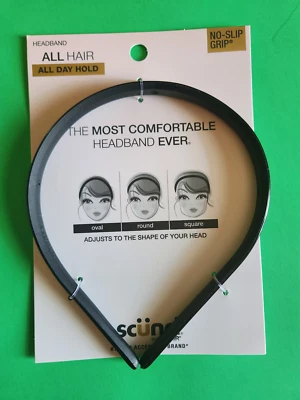 HEADBAND
ALL HAIR
ALL DAY HOLD
NO-SLIP
GRIP®
THE MOST COMFORTABLE
HEADBAND EVER®
oval
round
square
ADJUSTS TO THE SHAPE OF YOUR HEAD
scünci
BRAND®